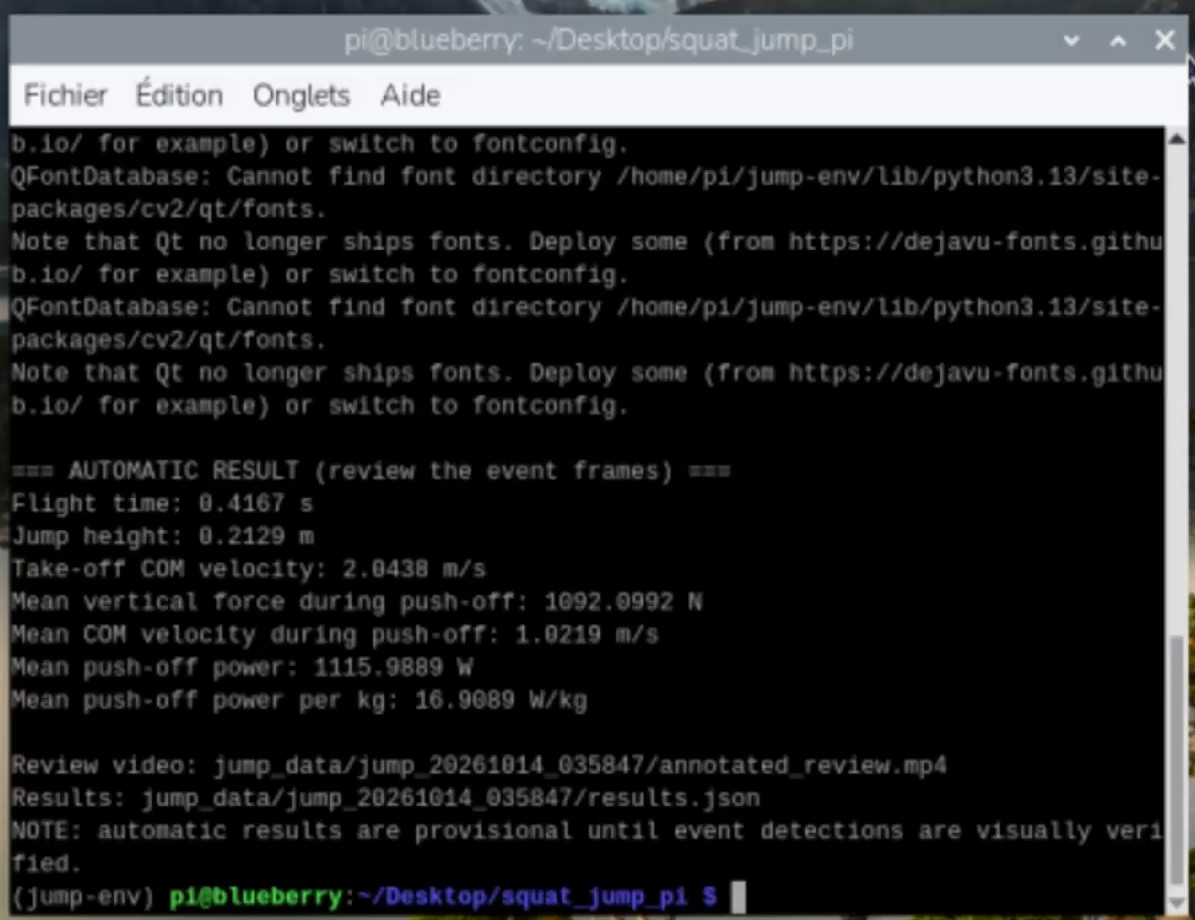 pi@blueberry: ~/Desktop/squat_jump_pi
Fichier Édition Onglets Aide
b.io/ for example) or switch to fontconfig.
QFontDatabase: Cannot find font directory /home/pi/jump-env/lib/python3.13/site-
packages/cv2/qt/fonts.
Note that Qt no longer ships fonts. Deploy some (from https://dejavu-fonts.githu
b.io/ for example) or switch to fontconfig.
QFontDatabase: Cannot find font directory /home/pi/jump-env/lib/python3.13/site-
packages/cv2/qt/fonts.
Note that Qt no longer ships fonts. Deploy some (from https://dejavu-fonts.githu
b.io/ for example) or switch to fontconfig.
=== AUTOMATIC RESULT (review the event frames) ===
Flight time: 0.4167 s
Jump height: 0.2129 m
Take-off COM velocity: 2.0438 m/s
Mean vertical force during push-off: 1092.0992 N
Mean COM velocity during push-off: 1.0219 m/s
Mean push-off power: 1115.9889 W
Mean push-off power per kg: 16.9089 W/kg
Review video: jump_data/jump_20261014_035847/annotated_review.mp4
Results: jump_data/jump_20261014_035847/results.json
NOTE: automatic results are provisional until event detections are visually veri
fied.
(jump-env) pi@blueberry:~/Desktop/squat_jump_pi $